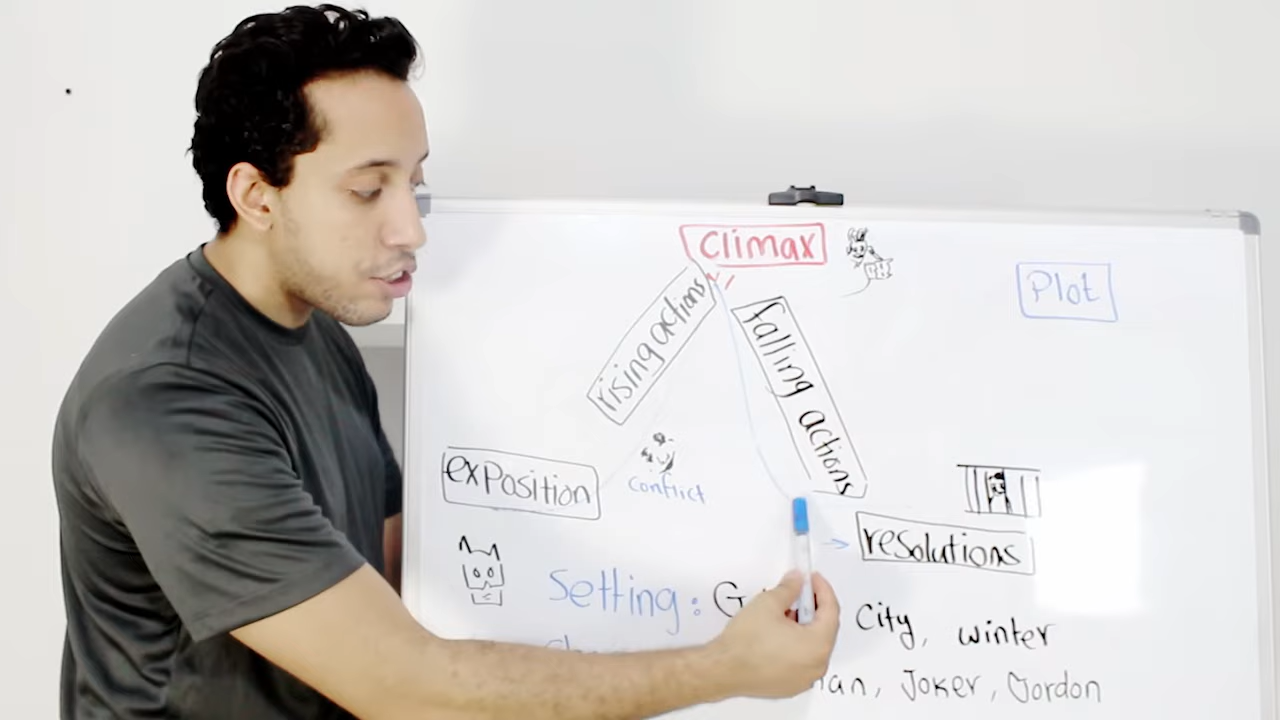 climax
Plot
rising actions
falling actions
exposition
conflict
resolutions
Setting: City, winter
Joker, Gordon